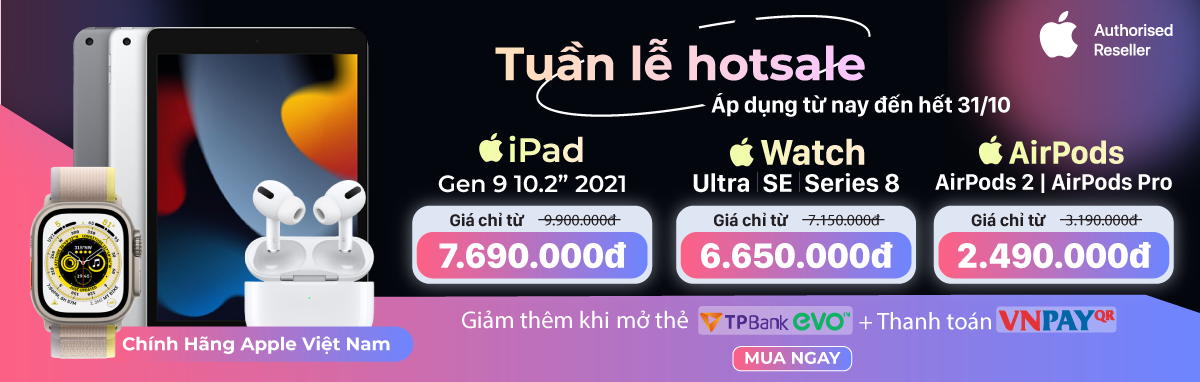 Tuần lễ hotsale
Áp dụng từ nay đến hết 31/10
Authorised
Reseller
iPad
Gen 9 10.2” 2021
Giá chỉ từ 9.900.000đ
7.690.000đ
Watch
Ultra | SE | Series 8
Giá chỉ từ 7.150.000đ
6.650.000đ
AirPods
AirPods 2 | AirPods Pro
Giá chỉ từ 3.190.000đ
2.490.000đ
Chính Hãng Apple Việt Nam
Giảm thêm khi mở thẻ TPBank EVO™ + Thanh toán VNPAYQR
MUA NGAY